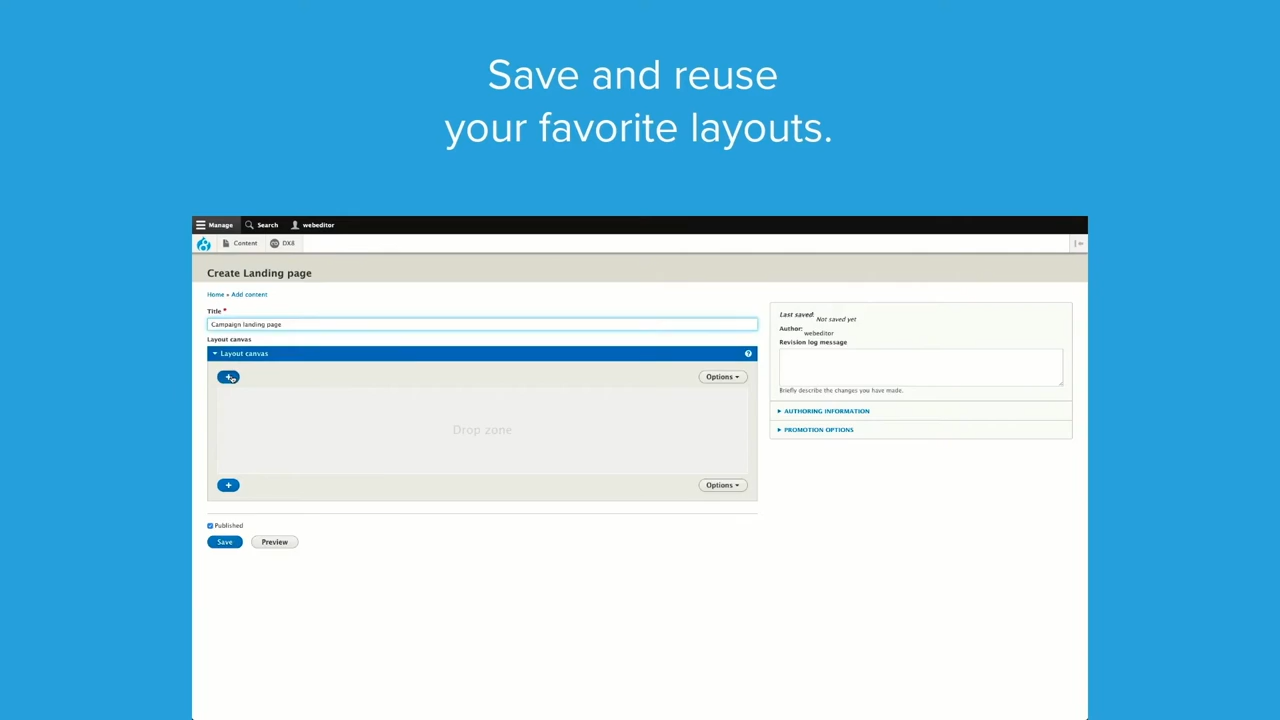 Save and reuse
your favorite layouts.
Manage Search webeditor
Content DX8
Create Landing page
Home » Add content
Title *
Campaign landing page
Layout canvas
Layout canvas ?
+ Options
Drop zone
+ Options
Published
Save Preview
Last saved: Not saved yet
Author: webeditor
Revision log message
Briefly describe the changes you have made.
AUTHORING INFORMATION
PROMOTION OPTIONS